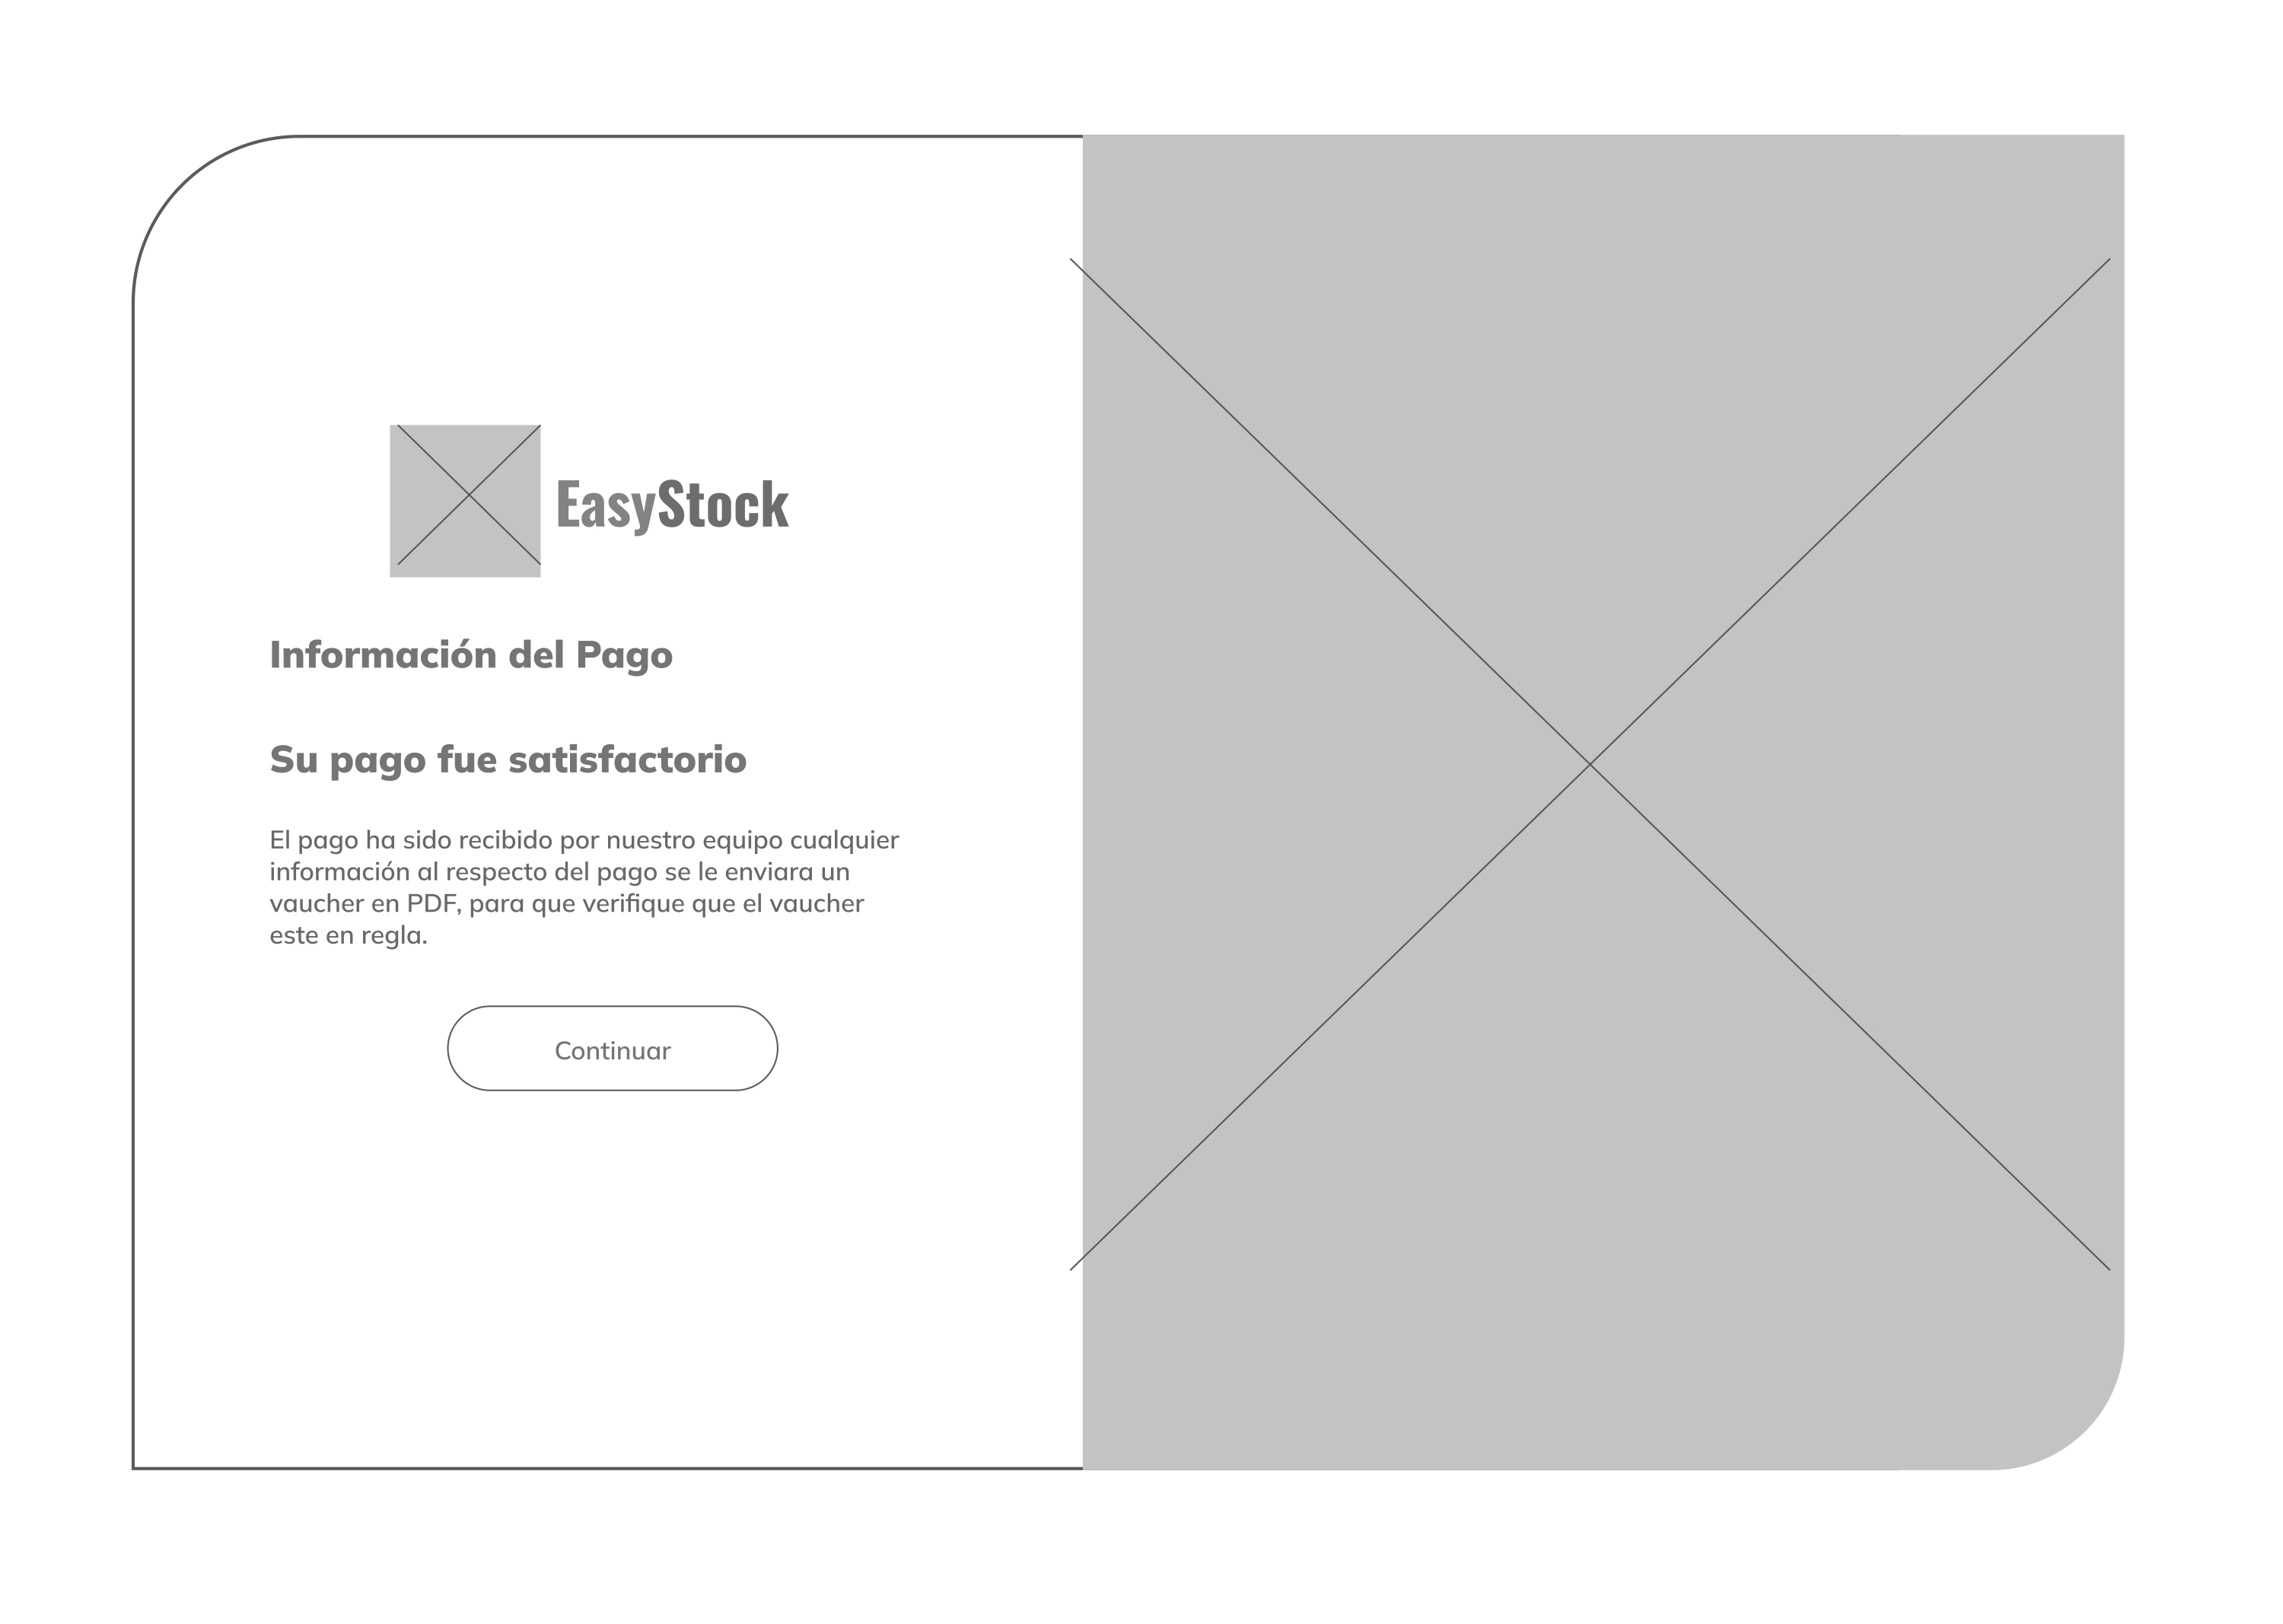 EasyStock
Información del Pago
Su pago fue satisfactorio
El pago ha sido recibido por nuestro equipo cualquier
información al respecto del pago se le enviara un
vaucher en PDF, para que verifique que el vaucher
este en regla.
Continuar